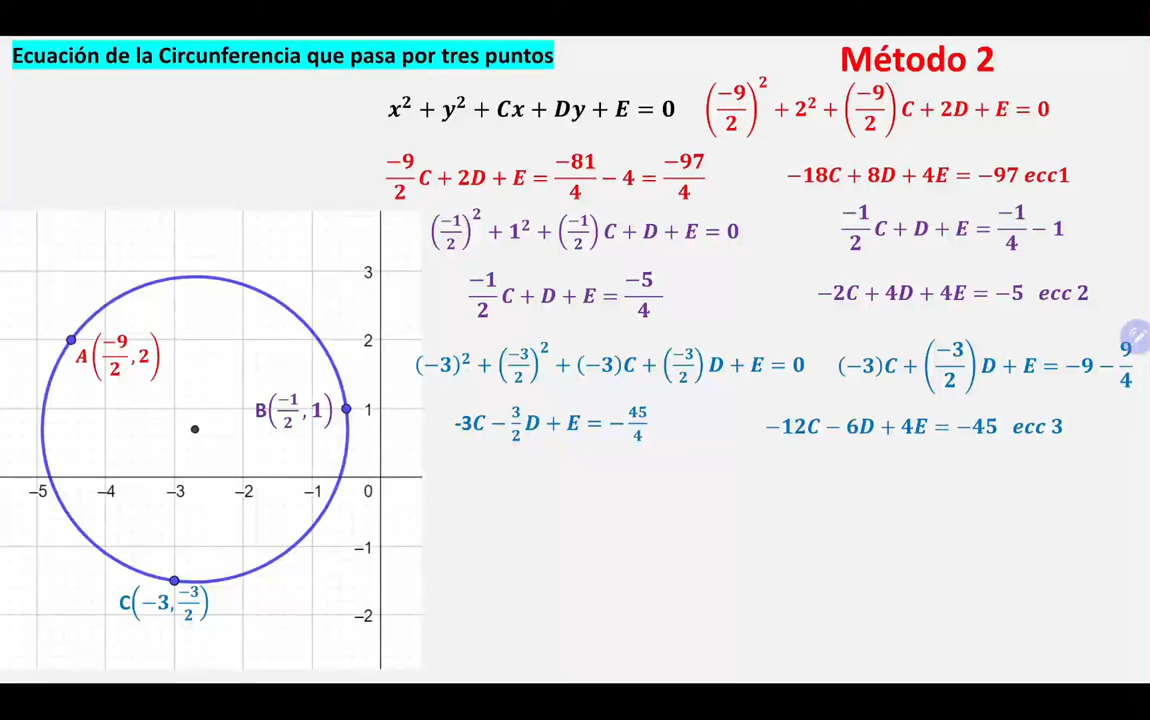 Ecuación de la Circunferencia que pasa por tres puntos
Método 2
x² + y² + Cx + Dy + E = 0
(-9/2)² + 2² + (-9/2)C + 2D + E = 0
-9/2 C + 2D + E = -81/4 - 4 = -97/4
-18C + 8D + 4E = -97 ecc1
(-1/2)² + 1² + (-1/2)C + D + E = 0
-1/2 C + D + E = -1/4 - 1
-1/2 C + D + E = -5/4
-2C + 4D + 4E = -5 ecc 2
(-3)² + (-3/2)² + (-3)C + (-3/2)D + E = 0
(-3)C + (-3/2)D + E = -9 - 9/4
-3C - 3/2 D + E = - 45/4
-12C - 6D + 4E = -45 ecc 3
3
2
A(-9/2, 2)
B(-1/2, 1)
1
-5 -4 -3 -2 -1 0
-1
C(-3, -3/2)
-2